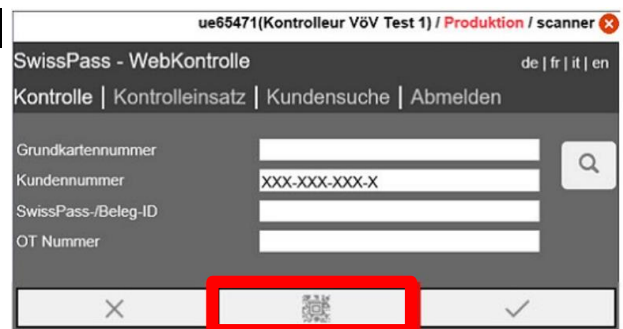 ue65471(Kontrolleur VöV Test 1) / Produktion / scanner
SwissPass - WebKontrolle de | fr | it | en
Kontrolle | Kontrolleinsatz | Kundensuche | Abmelden
Grundkartennummer
Kundennummer XXX-XXX-XXX-X
SwissPass-/Beleg-ID
OT Nummer